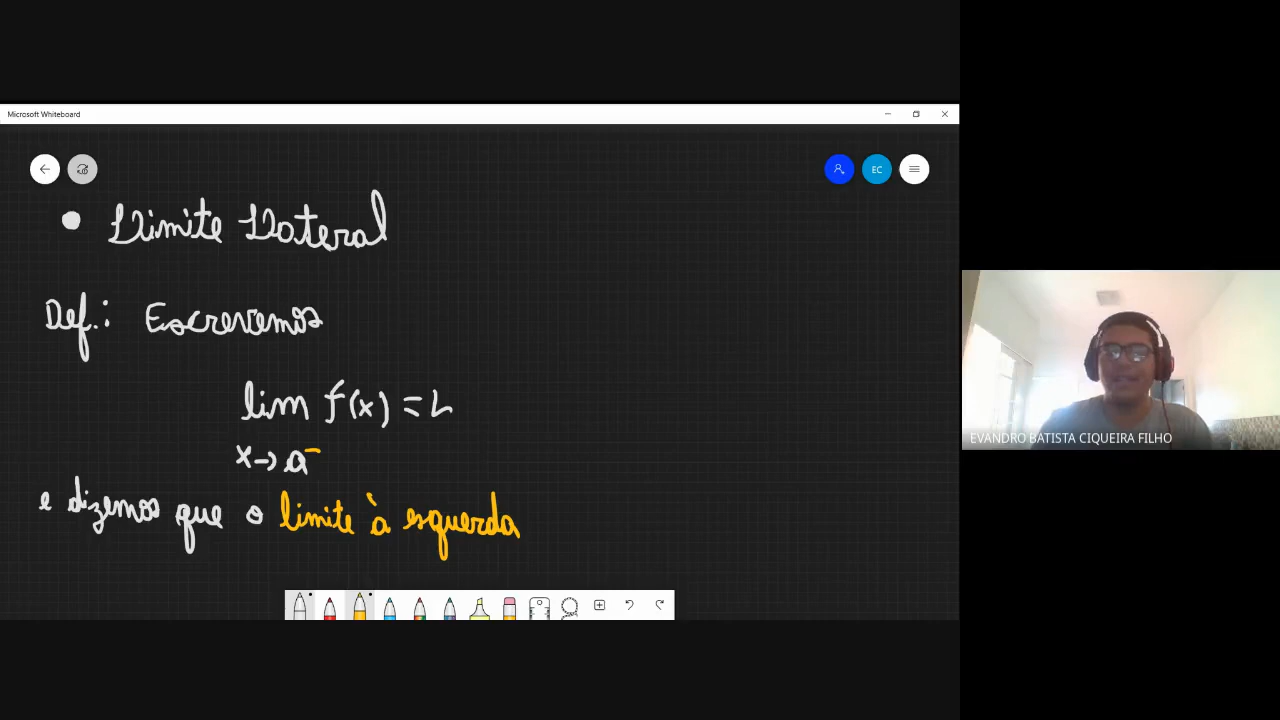 Microsoft Whiteboard
EC
• Limite Lateral
Def.: Escrevemos
lim f(x) = L
x→a⁻
e dizemos que o limite à esquerda
EVANDRO BATISTA CIQUEIRA FILHO